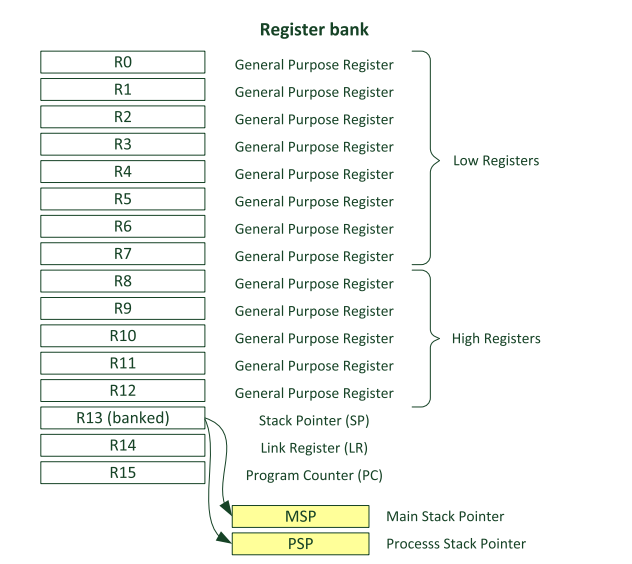 Register bank
R0 General Purpose Register
R1 General Purpose Register
R2 General Purpose Register
R3 General Purpose Register
Low Registers
R4 General Purpose Register
R5 General Purpose Register
R6 General Purpose Register
R7 General Purpose Register
R8 General Purpose Register
R9 General Purpose Register
R10 General Purpose Register
High Registers
R11 General Purpose Register
R12 General Purpose Register
R13 (banked) Stack Pointer (SP)
R14 Link Register (LR)
R15 Program Counter (PC)
MSP Main Stack Pointer
PSP Processs Stack Pointer